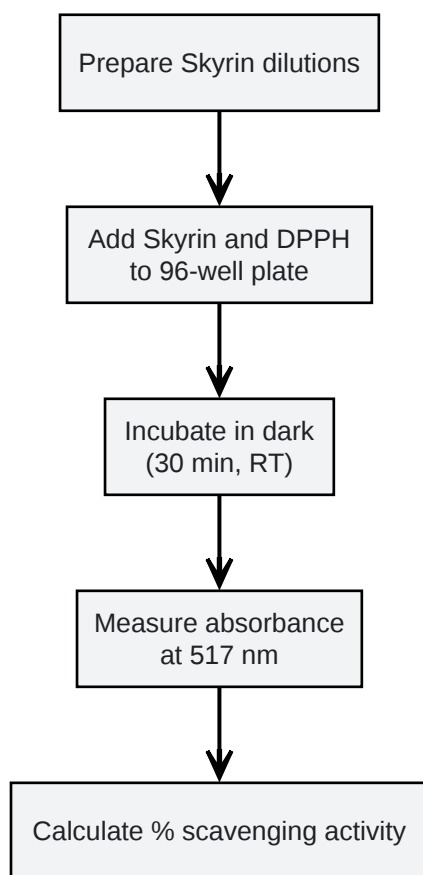 Prepare Skyrin dilutions
Add Skyrin and DPPH
to 96-well plate
Incubate in dark
(30 min, RT)
Measure absorbance
at 517 nm
Calculate % scavenging activity